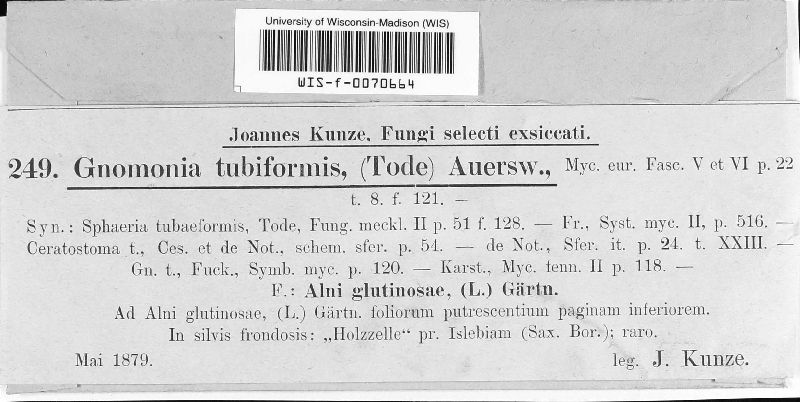 University of Wisconsin-Madison (WIS)
WIS-f-0070664
Joannes Kunze, Fungi selecti exsiccati.
249. Gnomonia tubiformis, (Tode) Auersw., Myc. eur. Fasc. V et VI p. 22
t. 8. f. 121. —
Syn.: Sphaeria tubaeformis, Tode, Fung. meckl. II p. 51 f. 128. — Fr., Syst. myc. II, p. 516. —
Ceratostoma t., Ces. et de Not., schem. sfer. p. 54. — de Not., Sfer. it. p. 24. t. XXIII. —
Gn. t., Fuck., Symb. myc. p. 120. — Karst., Myc. fenn. II p. 118. —
F.: Alni glutinosae, (L.) Gärtn.
Ad Alni glutinosae, (L.) Gärtn. foliorum putrescentium paginam inferiorem.
In silvis frondosis: „Holzzelle“ pr. Islebiam (Sax. Bor.); raro.
Mai 1879. leg. J. Kunze.